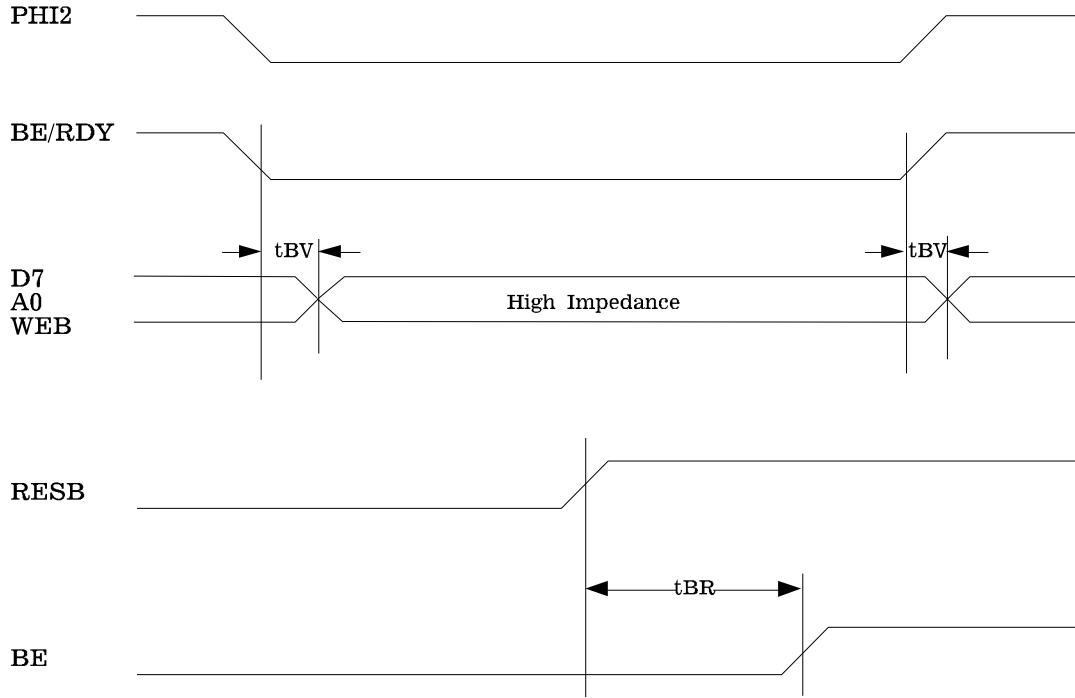 PHI2
BE/RDY
tBV tBV
D7
A0 High Impedance
WEB
RESB
tBR
BE